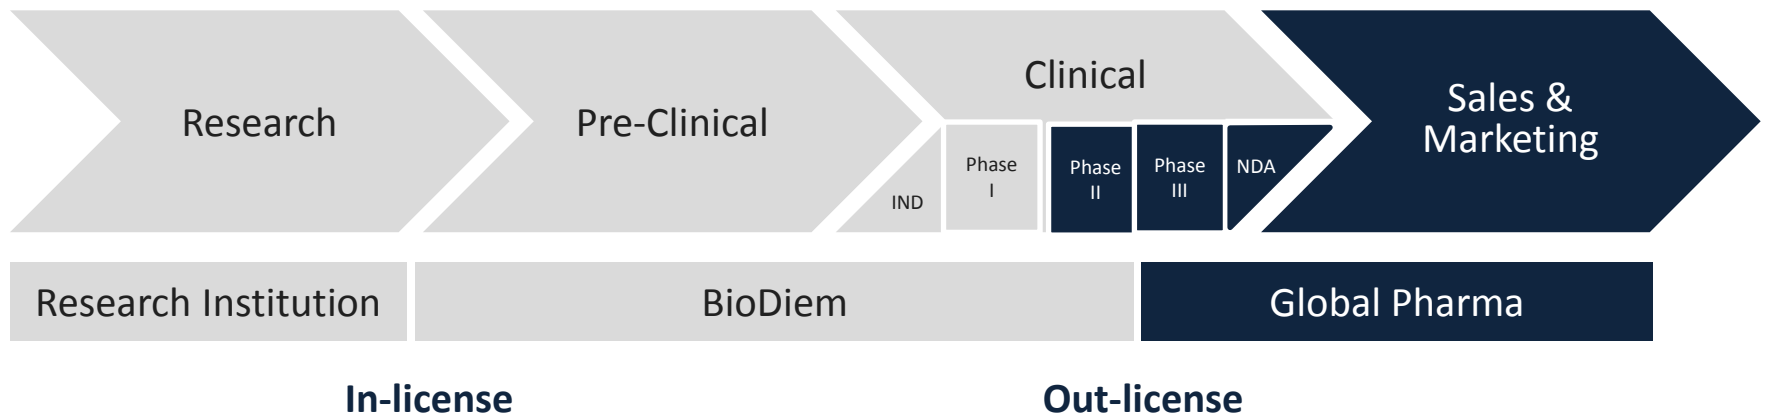 Research
Pre-Clinical
Clinical
IND
Phase
I
Phase
II
Phase
III
NDA
Sales &
Marketing
Research Institution
BioDiem
Global Pharma
In-license
Out-license